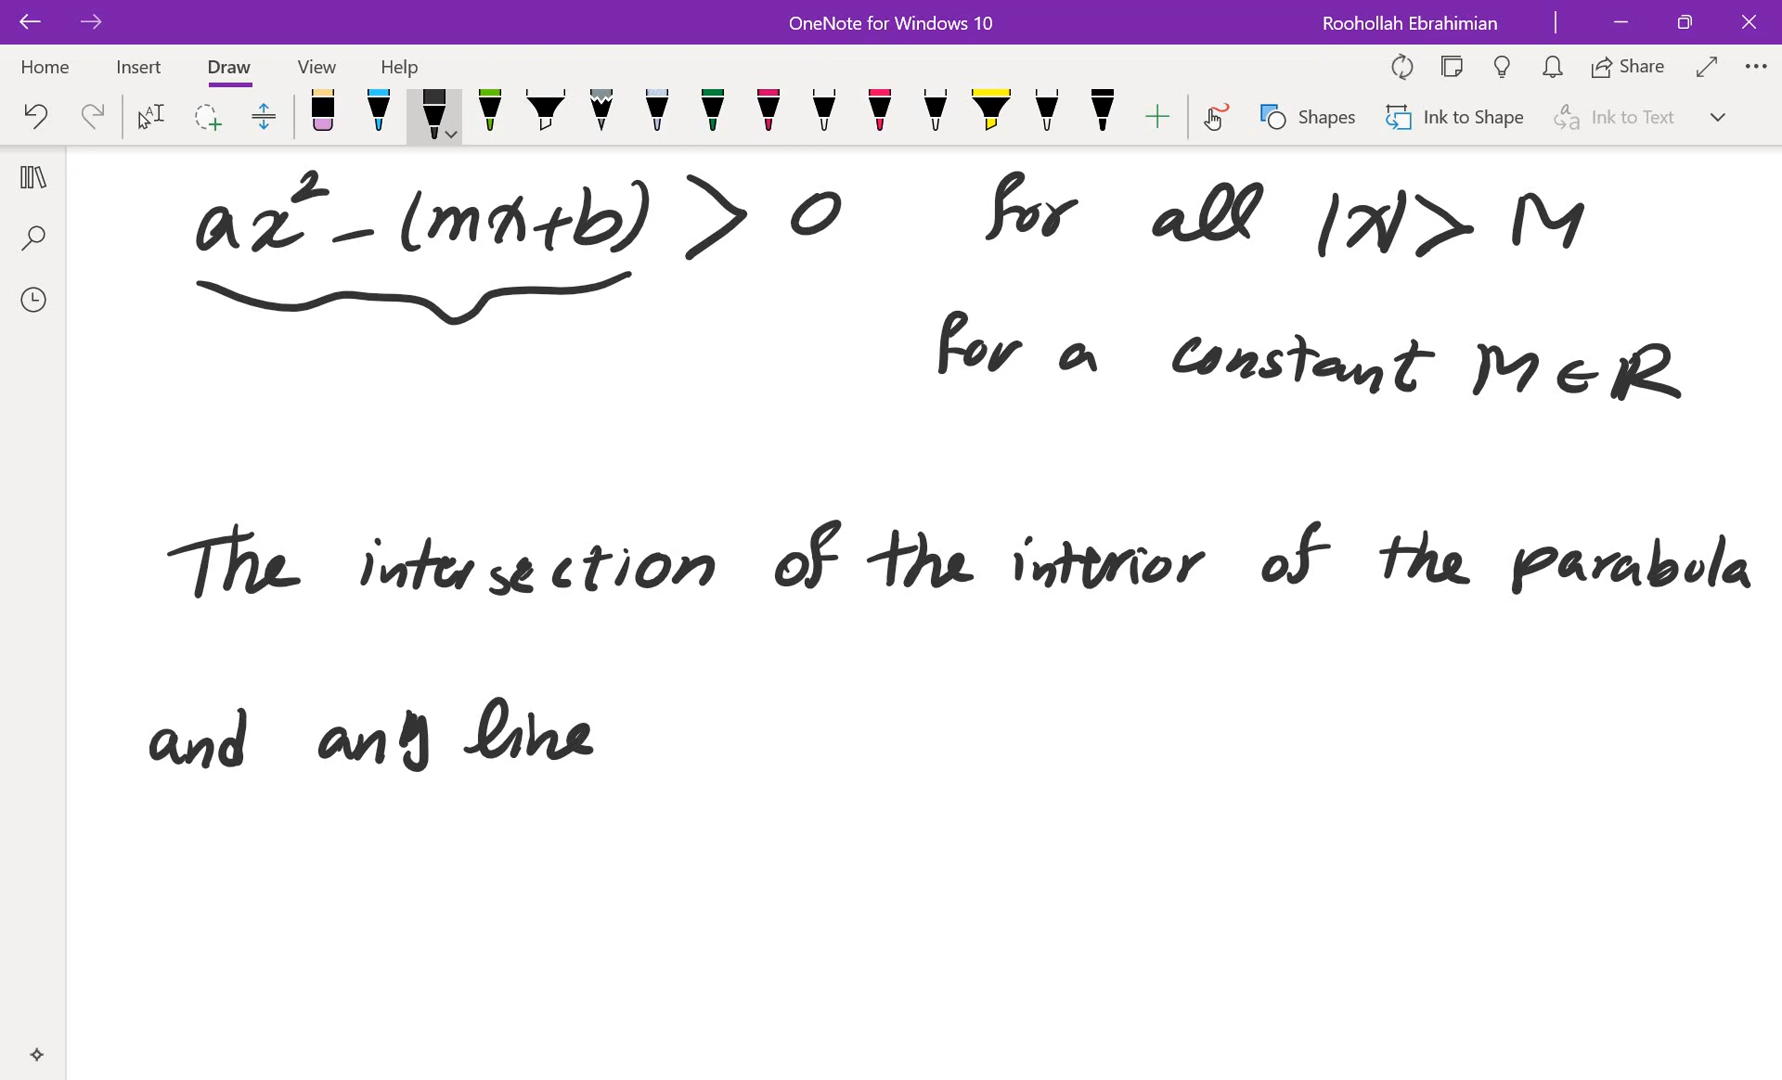 OneNote for Windows 10
Roohollah Ebrahimian
Home Insert Draw View Help
Share
Shapes Ink to Shape Ink to Text
ax² - (mx+b) > 0 for all |x| > M
for a constant M ∈ ℝ
The intersection of the interior of the parabola
and any line